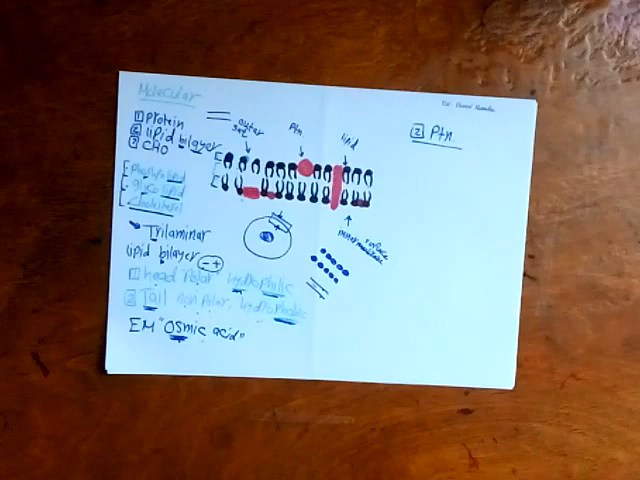 Molecular
1 protein
2 lipid bilayer
3 CHO
phospholipid
glycolipid
cholesterol
Trilaminar
lipid bilayer - +
1 head polar hydrophilic
2 Tail non polar, hydrophobic
EM "Osmic acid"
outer
Ptn
lipid
surface
2 Ptn.